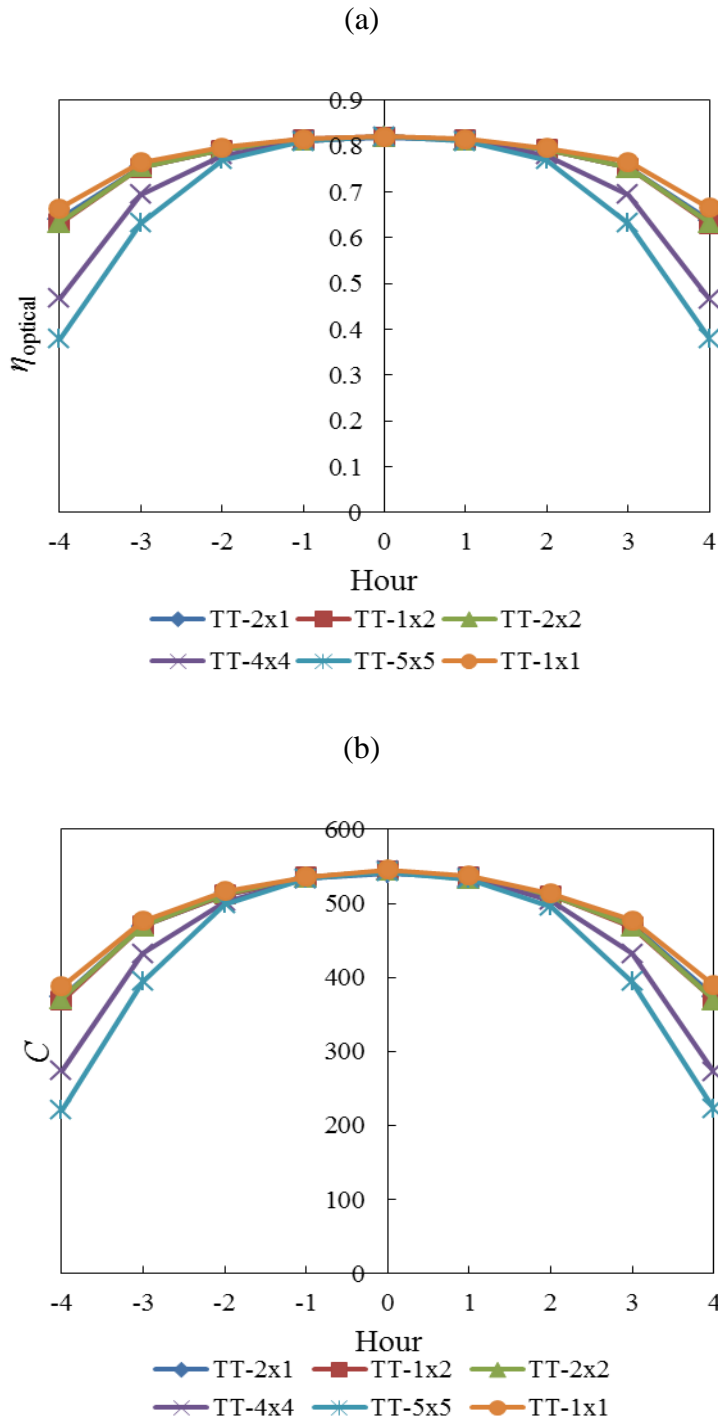 (a)
0.9
0.8
0.7
0.6
0.5
0.4
0.3
0.2
0.1
0
ηoptical
-4 -3 -2 -1 0 1 2 3 4
Hour
TT-2x1 TT-1x2 TT-2x2
TT-4x4 TT-5x5 TT-1x1
(b)
600
500
400
300
200
100
0
C
-4 -3 -2 -1 0 1 2 3 4
Hour
TT-2x1 TT-1x2 TT-2x2
TT-4x4 TT-5x5 TT-1x1